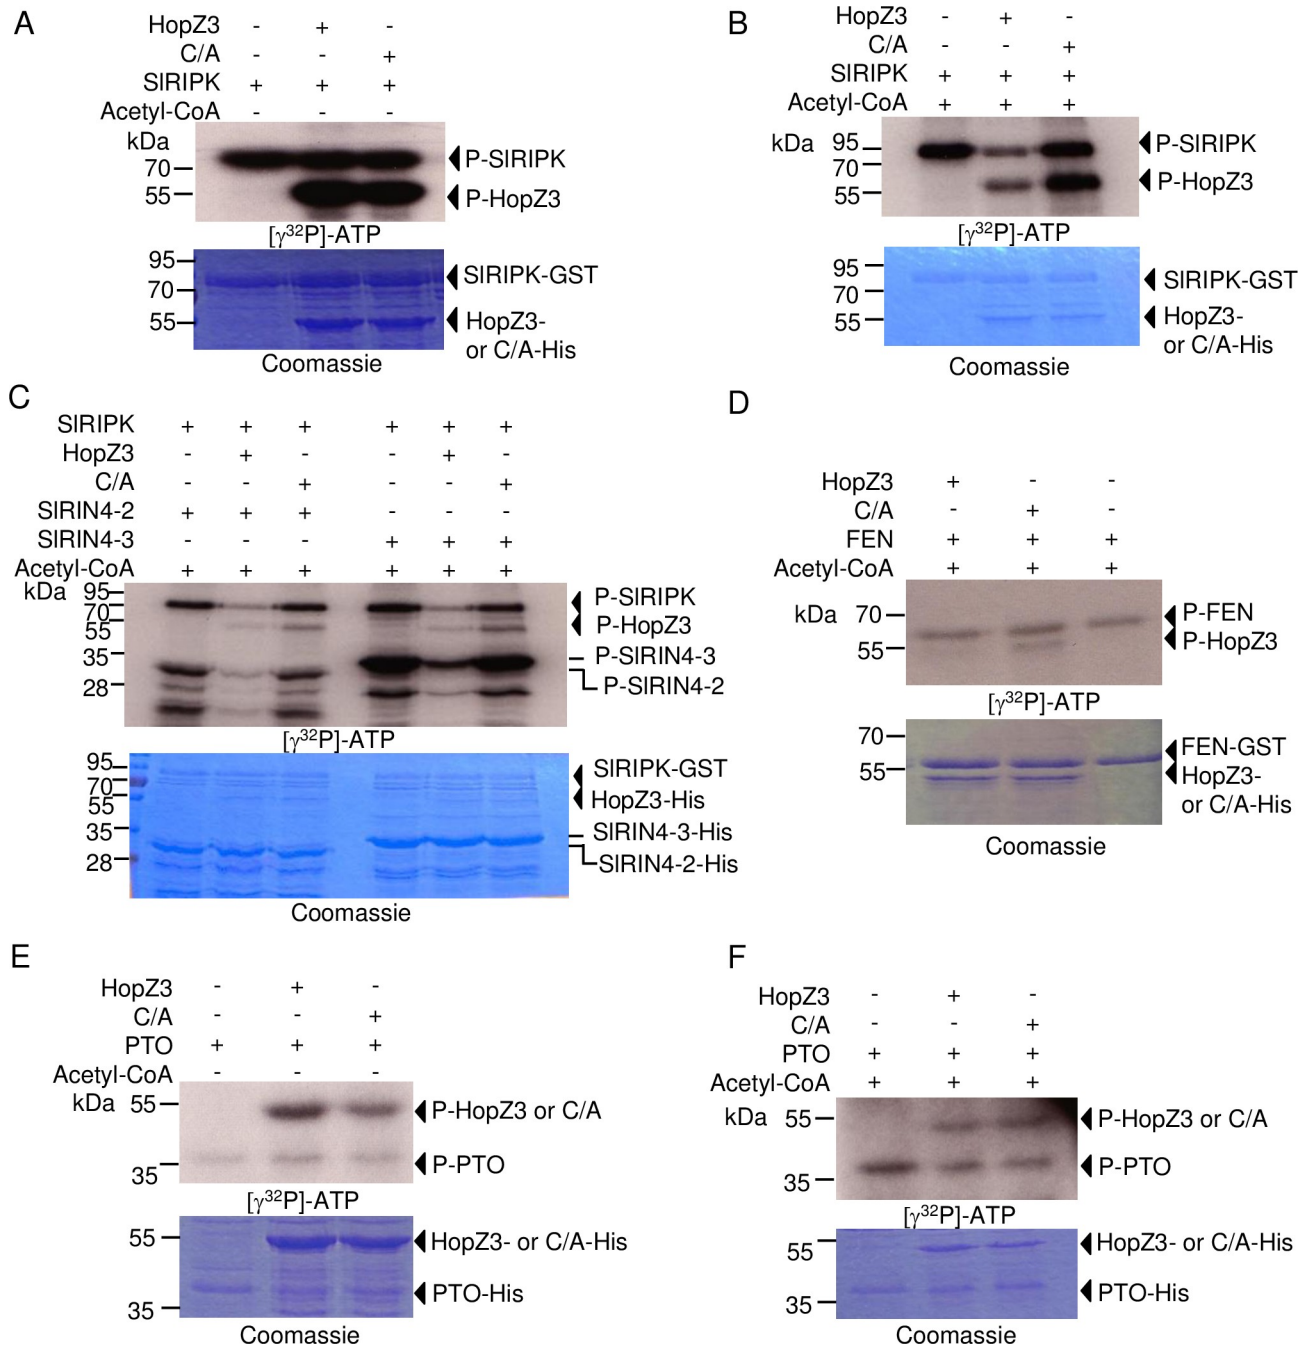 A
HopZ3 - + -
C/A - - +
SlRIPK + + +
Acetyl-CoA - - -
kDa
70
55
P-SlRIPK
P-HopZ3
[γ32P]-ATP
95
70
55
SlRIPK-GST
HopZ3-
or C/A-His
Coomassie
B
HopZ3 - + -
C/A - - +
SlRIPK + + +
Acetyl-CoA + + +
kDa 95
70
55
P-SlRIPK
P-HopZ3
[γ32P]-ATP
95
70
55
SlRIPK-GST
HopZ3-
or C/A-His
Coomassie
C
SlRIPK + + + + + +
HopZ3 - + - - + -
C/A - - + - - +
SlRIN4-2 + + + - - -
SlRIN4-3 - - - + + +
Acetyl-CoA + + + + + +
kDa 95
70
55
35
28
P-SlRIPK
P-HopZ3
P-SlRIN4-3
P-SlRIN4-2
[γ32P]-ATP
95
70
55
35
28
SlRIPK-GST
HopZ3-His
SlRIN4-3-His
SlRIN4-2-His
Coomassie
D
HopZ3 + - -
C/A - + -
FEN + + +
Acetyl-CoA + + +
kDa 70
55
P-FEN
P-HopZ3
[γ32P]-ATP
70
55
FEN-GST
HopZ3-
or C/A-His
Coomassie
E
HopZ3 - + -
C/A - - +
PTO + + +
Acetyl-CoA - - -
kDa 55
35
P-HopZ3 or C/A
P-PTO
[γ32P]-ATP
55
35
HopZ3- or C/A-His
PTO-His
Coomassie
F
HopZ3 - + -
C/A - - +
PTO + + +
Acetyl-CoA + + +
kDa 55
35
P-HopZ3 or C/A
P-PTO
[γ32P]-ATP
55
35
HopZ3- or C/A-His
PTO-His
Coomassie